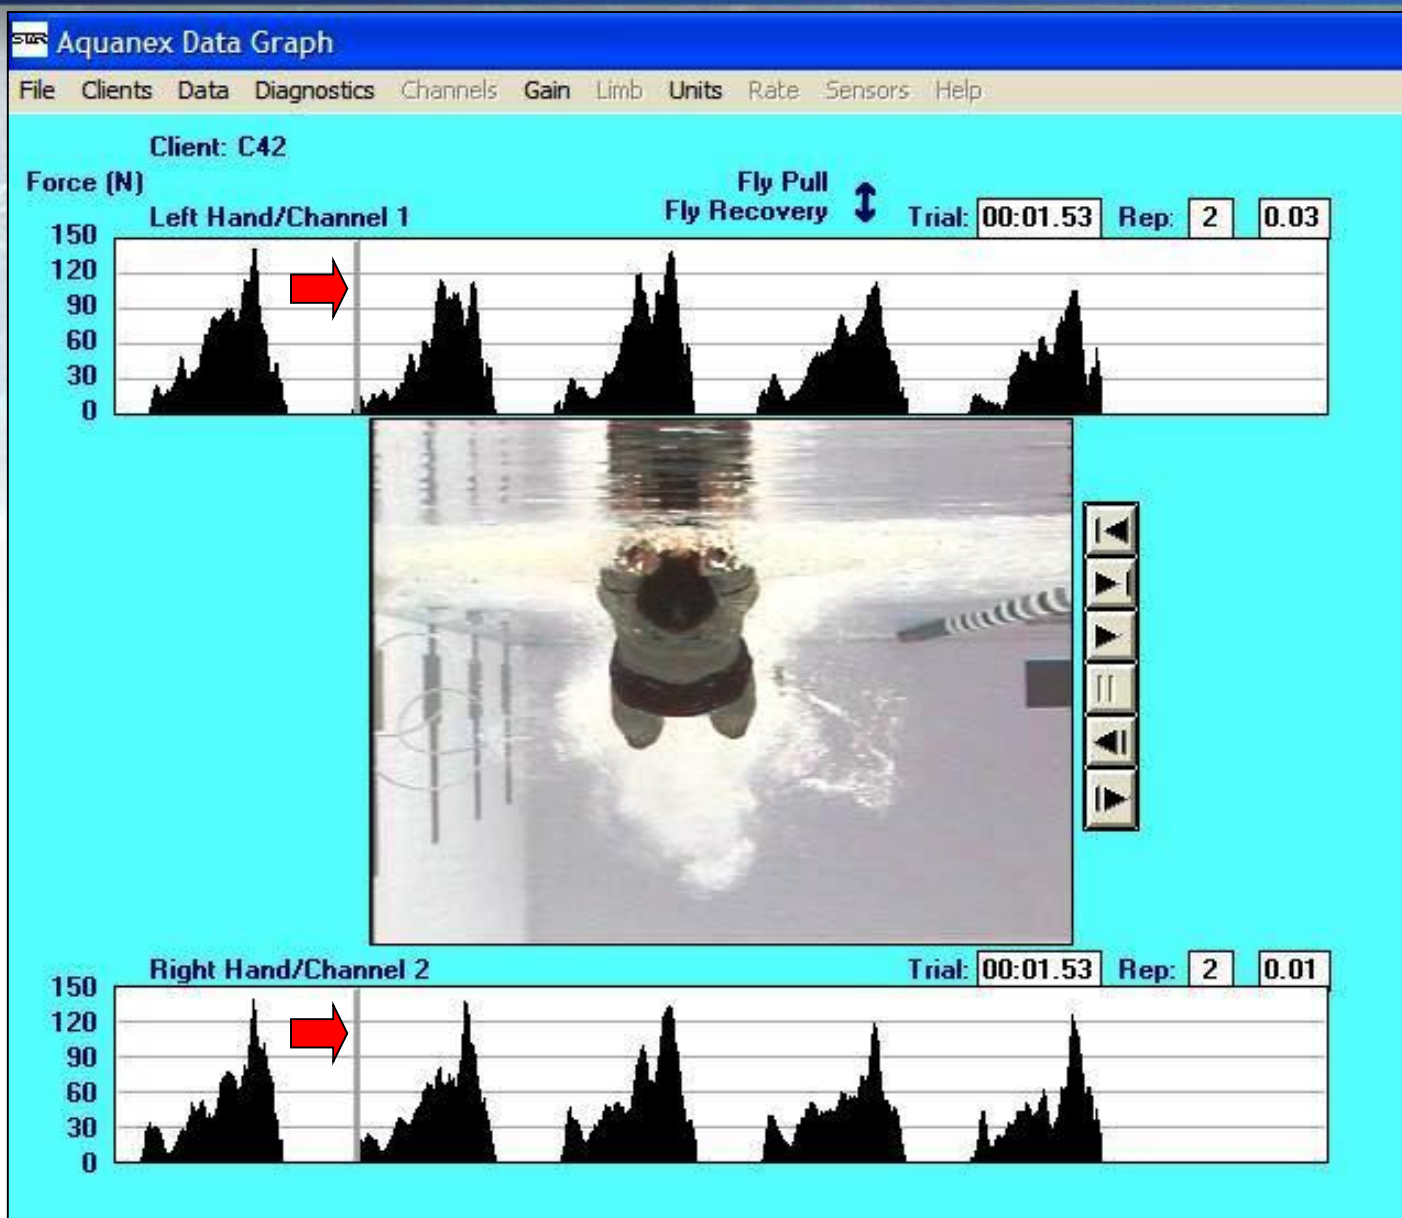 STAR Aquanex Data Graph
File Clients Data Diagnostics Channels Gain Limb Units Rate Sensors Help
Client: C42
Force (N)
Fly Pull
Fly Recovery
Left Hand/Channel 1
Trial: 00:01.53 Rep: 2 0.03
150
120
90
60
30
0
Right Hand/Channel 2
Trial: 00:01.53 Rep: 2 0.01
150
120
90
60
30
0